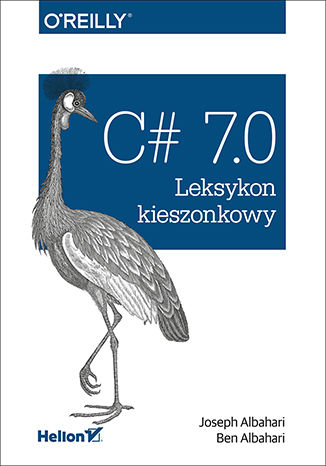 O'REILLY®
C# 7.0
Leksykon
kieszonkowy
Joseph Albahari
Ben Albahari
Helion